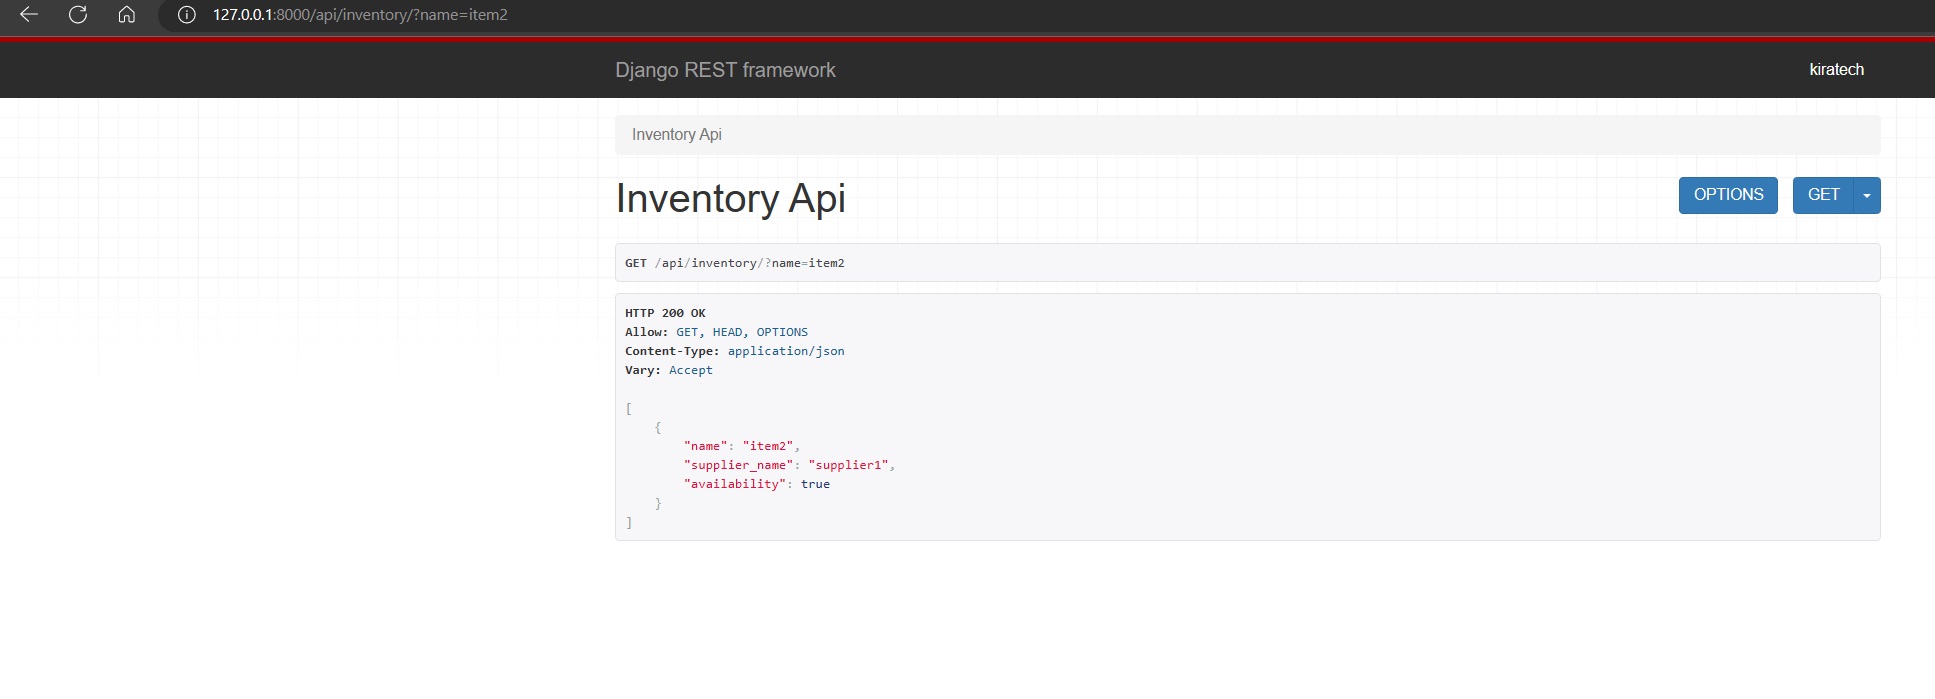 127.0.0.1:8000/api/inventory/?name=item2
Django REST framework
kiratech
Inventory Api
Inventory Api
OPTIONS
GET
GET /api/inventory/?name=item2
HTTP 200 OK
Allow: GET, HEAD, OPTIONS
Content-Type: application/json
Vary: Accept
[
    {
        "name": "item2",
        "supplier_name": "supplier1",
        "availability": true
    }
]